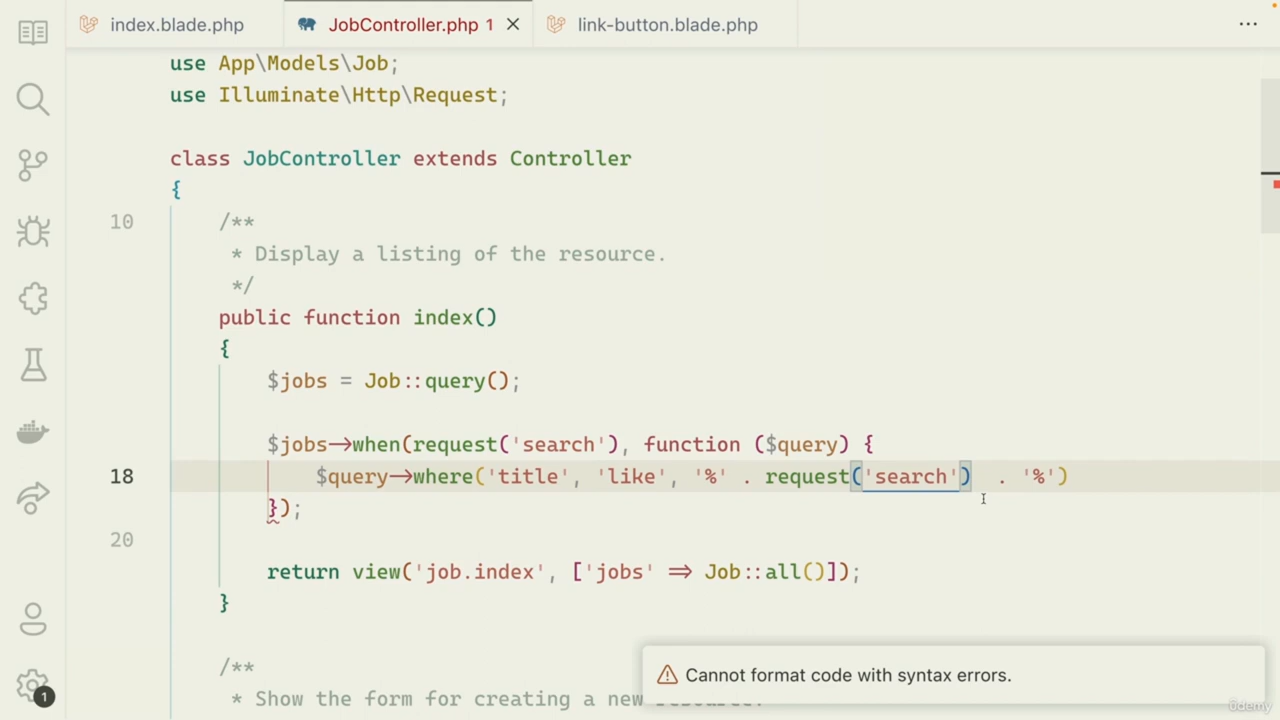 index.blade.php JobController.php 1 link-button.blade.php
use App\Models\Job;
use Illuminate\Http\Request;
class JobController extends Controller
{
10 /**
* Display a listing of the resource.
*/
public function index()
{
$jobs = Job::query();
$jobs->when(request('search'), function ($query) {
18 $query->where('title', 'like', '%' . request('search') . '%')
});
20
return view('job.index', ['jobs' => Job::all()]);
}
/**
* Show the form for creating a new resource.
Cannot format code with syntax errors.
1
ûdemy